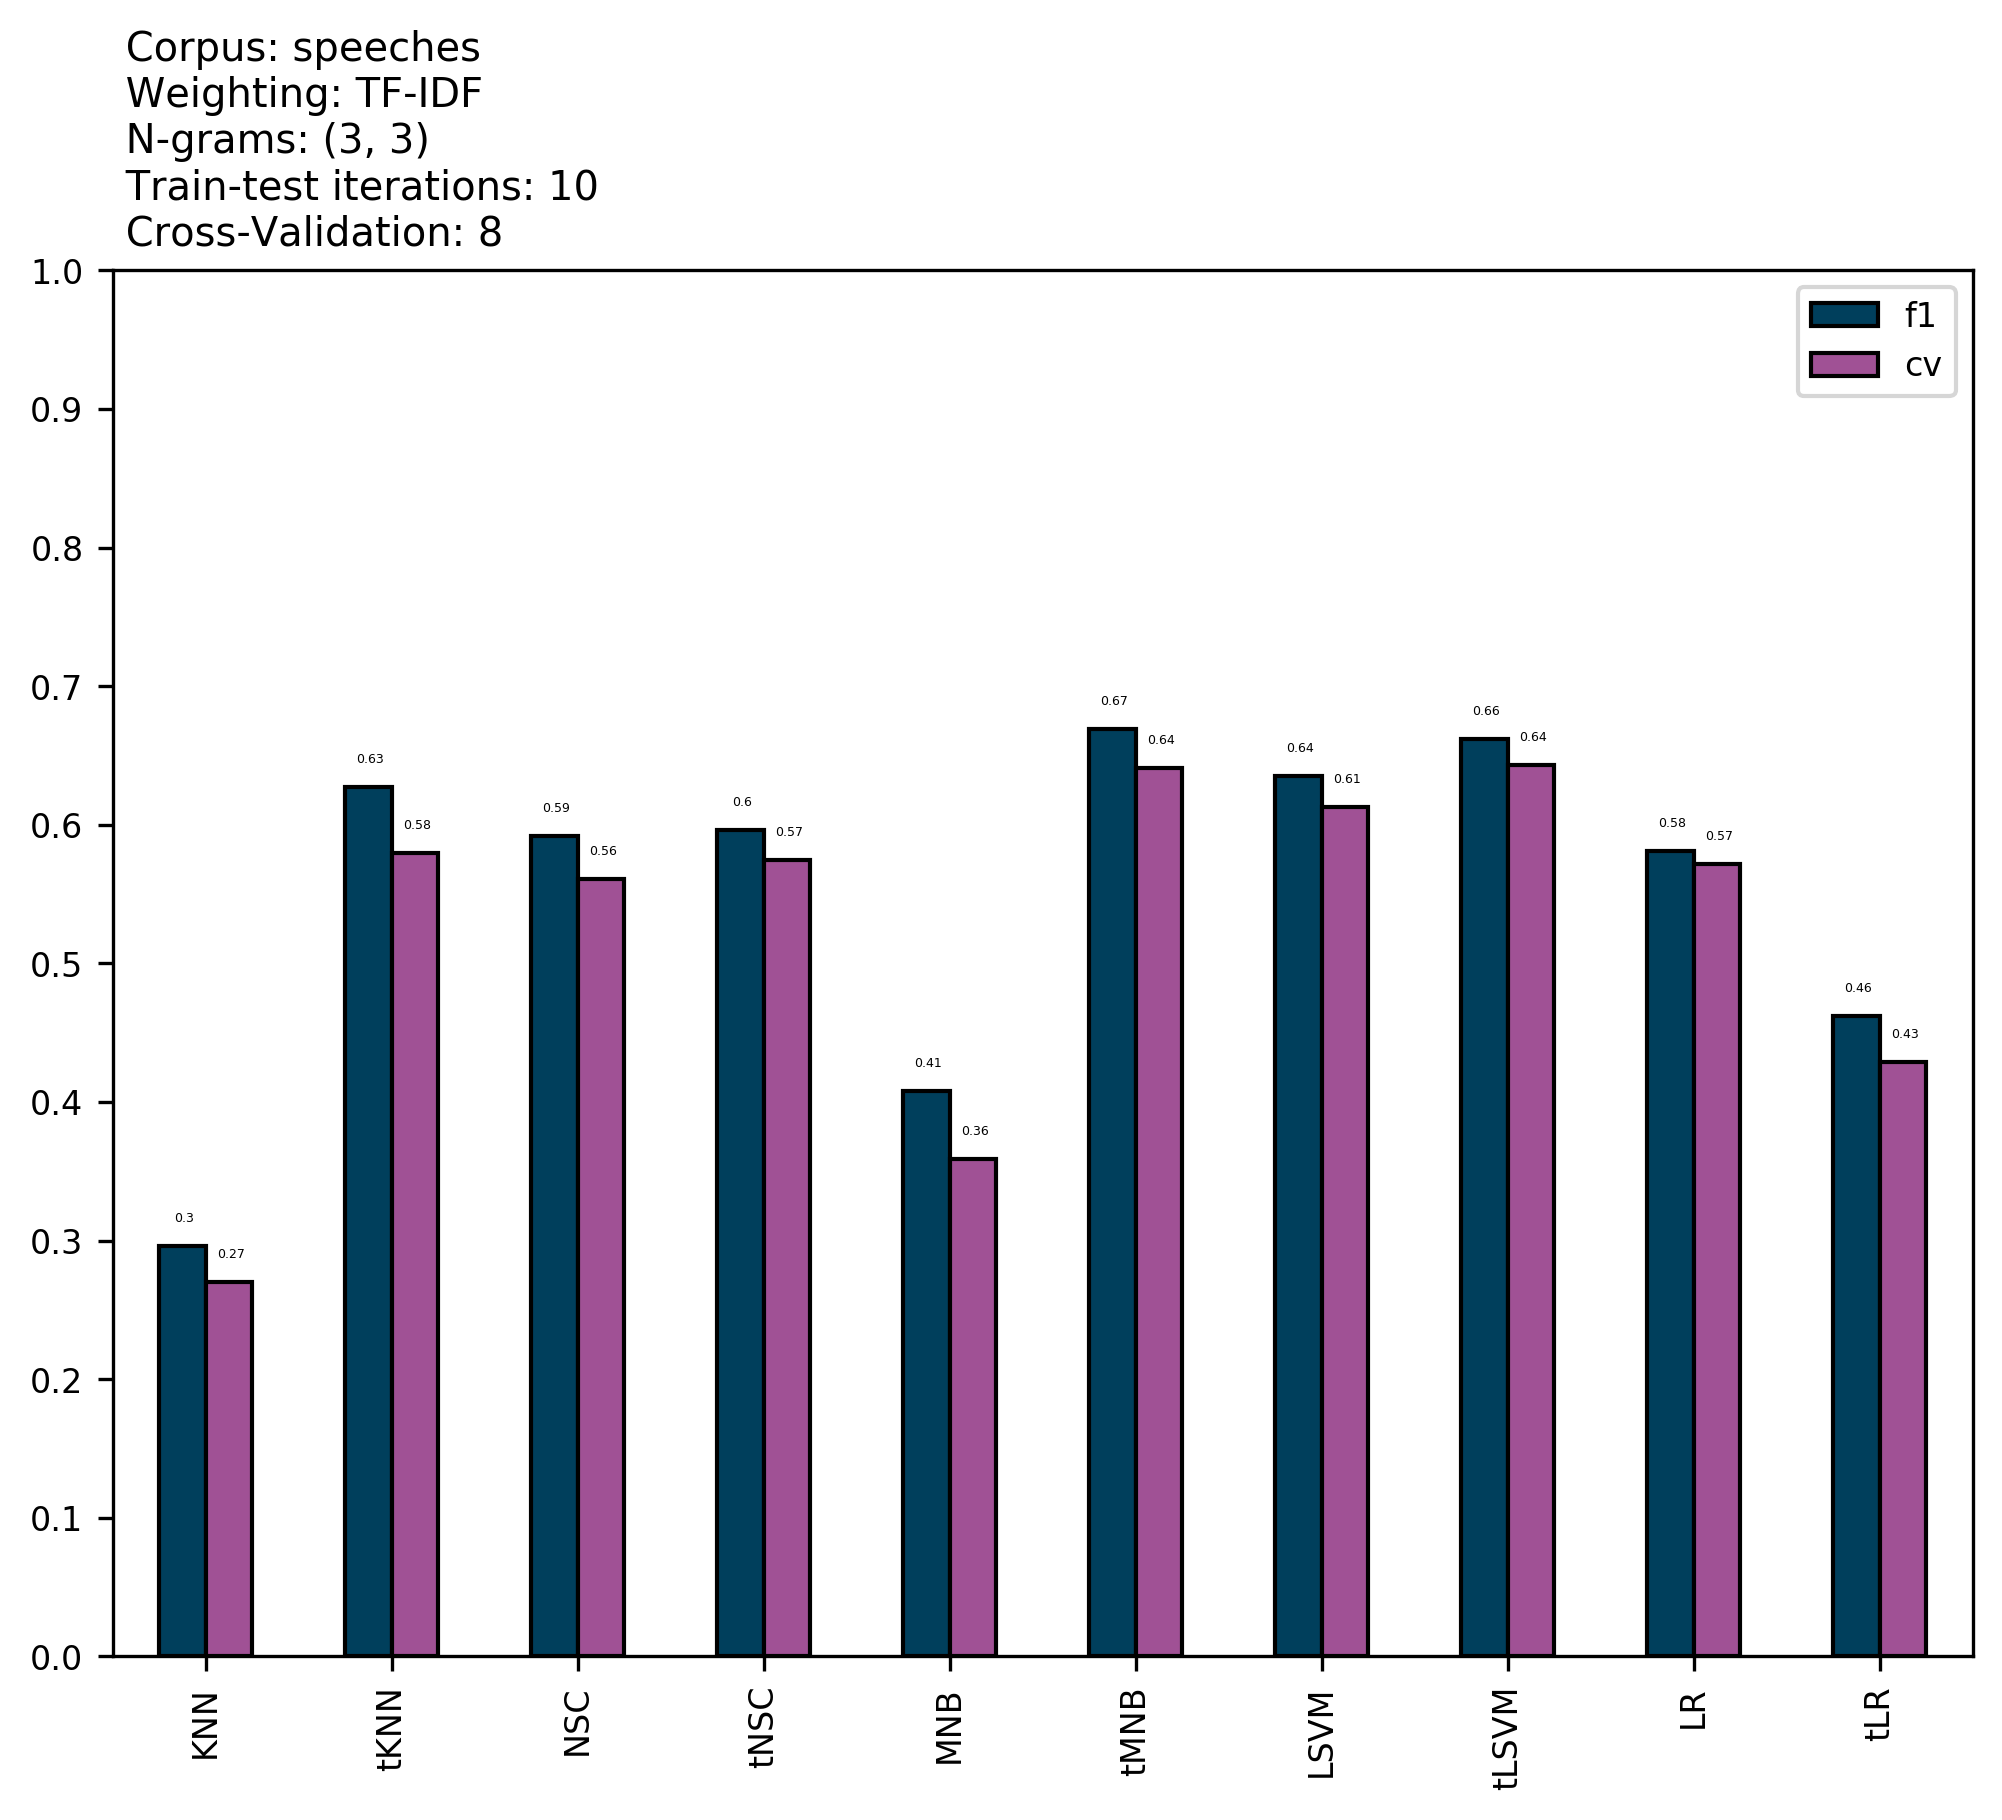 Corpus: speeches
Weighting: TF-IDF
N-grams: (3, 3)
Train-test iterations: 10
Cross-Validation: 8
1.0
0.9
0.8
0.7
0.6
0.5
0.4
0.3
0.2
0.1
0.0
f1
cv
0.3
0.27
0.63
0.58
0.59
0.56
0.6
0.57
0.41
0.36
0.67
0.64
0.64
0.61
0.66
0.64
0.58
0.57
0.46
0.43
KNN
tKNN
NSC
tNSC
MNB
tMNB
LSVM
tLSVM
LR
tLR